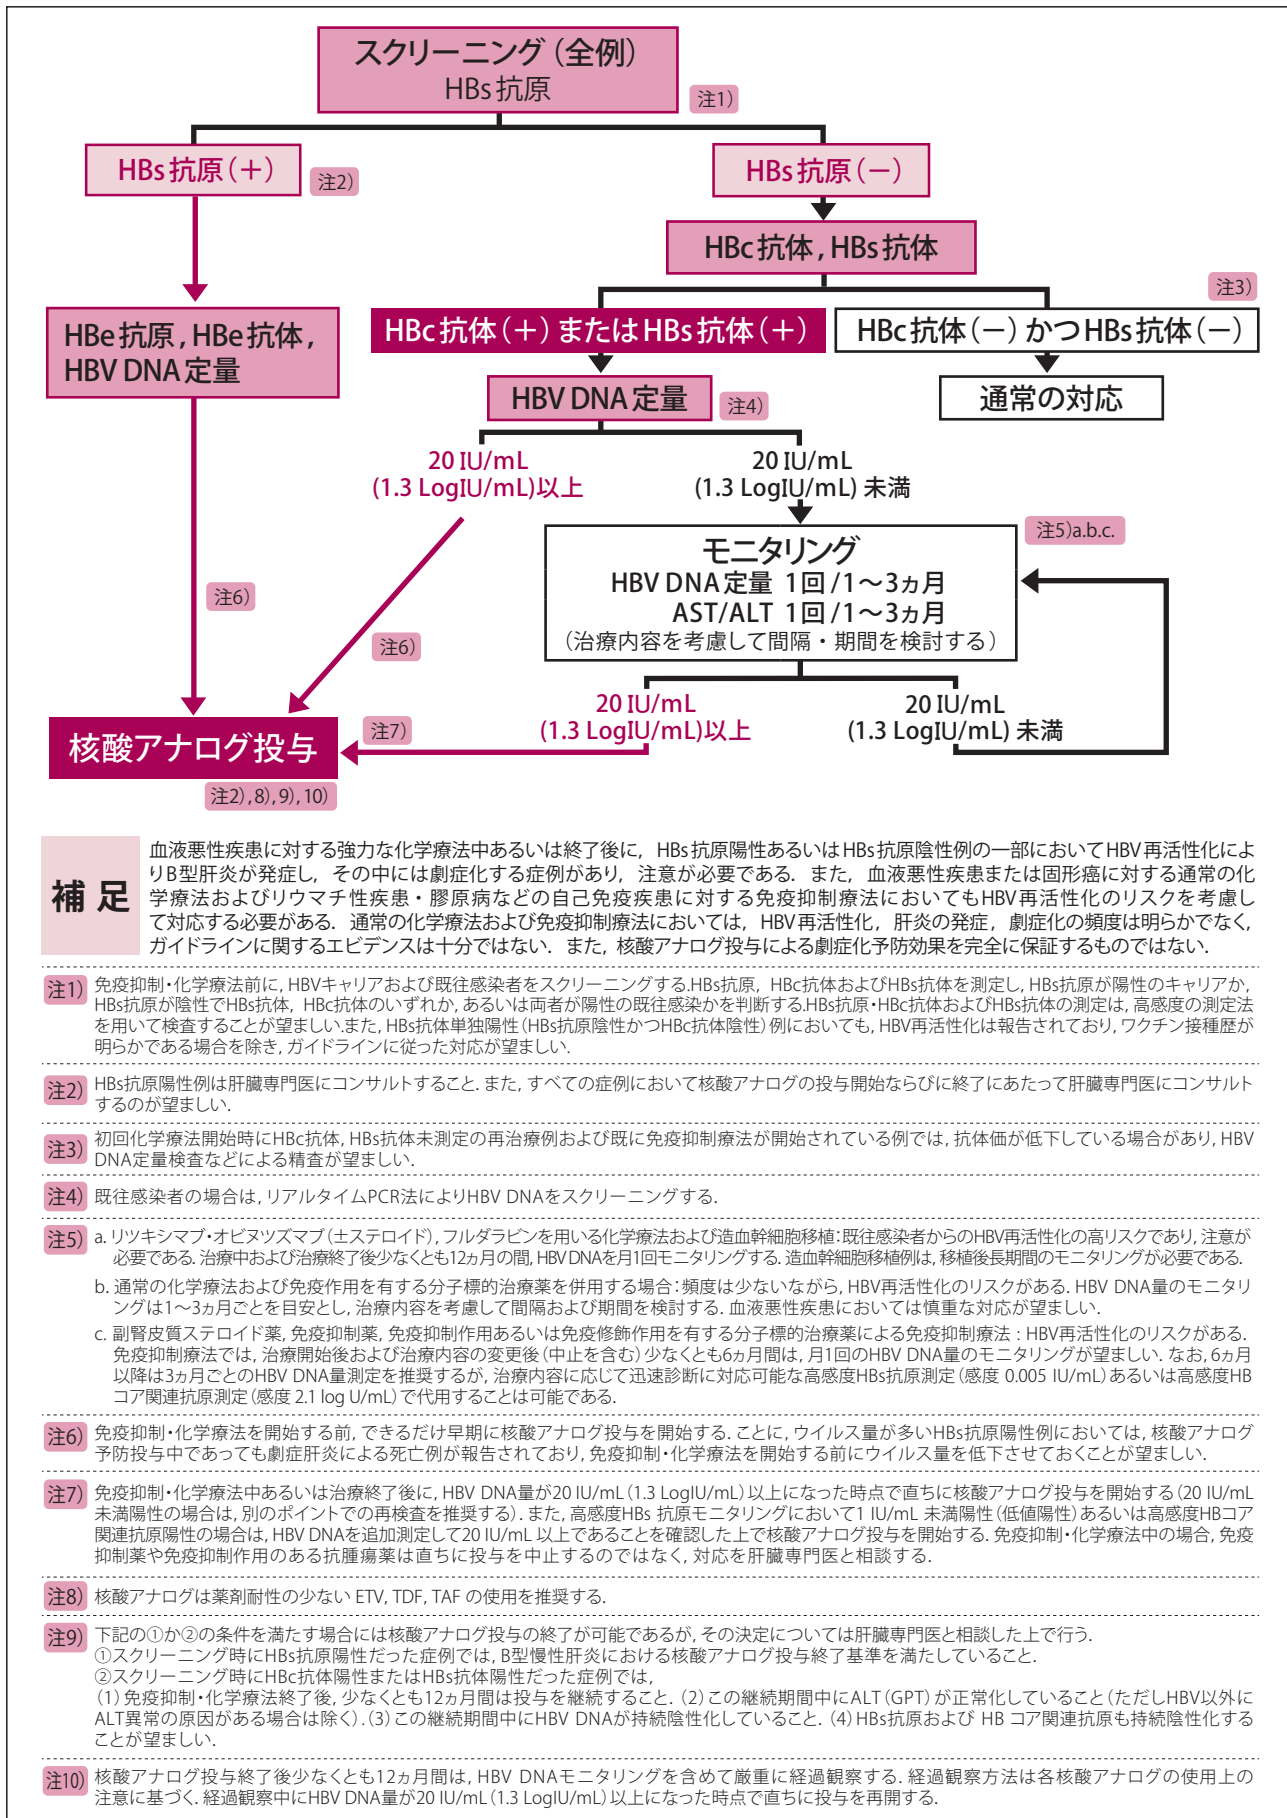 スクリーニング（全例）
HBs抗原
注1）
HBs抗原（＋）
注2）
HBs抗原（－）
HBc抗体，HBs抗体
注3）
HBe抗原，HBe抗体，
HBV DNA定量
HBc抗体（＋）またはHBs抗体（＋）
HBc抗体（－）かつHBs抗体（－）
HBV DNA定量
注4）
通常の対応
20 IU/mL
(1.3 LogIU/mL)以上
20 IU/mL
(1.3 LogIU/mL) 未満
注5）a.b.c.
モニタリング
HBV DNA定量 1回/1～3ヵ月
AST/ALT 1回/1～3ヵ月
（治療内容を考慮して間隔・期間を検討する）
注6）
注6）
20 IU/mL
(1.3 LogIU/mL)以上
20 IU/mL
(1.3 LogIU/mL) 未満
注7）
核酸アナログ投与
注2），8），9），10）
補足
血液悪性疾患に対する強力な化学療法中あるいは終了後に，HBs抗原陽性あるいはHBs抗原陰性例の一部においてHBV再活性化によ
りB型肝炎が発症し，その中には劇症化する症例があり，注意が必要である．また，血液悪性疾患または固形癌に対する通常の化
学療法およびリウマチ性疾患・膠原病などの自己免疫疾患に対する免疫抑制療法においてもHBV再活性化のリスクを考慮し
て対応する必要がある．通常の化学療法および免疫抑制療法においては，HBV再活性化，肝炎の発症，劇症化の頻度は明らかでなく，
ガイドラインに関するエビデンスは十分ではない．また，核酸アナログ投与による劇症化予防効果を完全に保証するものではない．
注1） 免疫抑制・化学療法前に，HBVキャリアおよび既往感染者をスクリーニングする．HBs抗原，HBc抗体およびHBs抗体を測定し，HBs抗原が陽性のキャリアか，
HBs抗原が陰性でHBs抗体，HBc抗体のいずれか，あるいは両者が陽性の既往感染かを判断する．HBs抗原・HBc抗体およびHBs抗体の測定は，高感度の測定法
を用いて検査することが望ましい．また，HBs抗体単独陽性（HBs抗原陰性かつHBc抗体陰性）例においても，HBV再活性化は報告されており，ワクチン接種歴が
明らかである場合を除き，ガイドラインに従った対応が望ましい．
注2） HBs抗原陽性例は肝臓専門医にコンサルトすること．また，すべての症例において核酸アナログの投与開始ならびに終了にあたって肝臓専門医にコンサルト
するのが望ましい．
注3） 初回化学療法開始時にHBc抗体，HBs抗体未測定の再治療例および既に免疫抑制療法が開始されている例では，抗体価が低下している場合があり，HBV
DNA定量検査などによる精査が望ましい．
注4） 既往感染者の場合は，リアルタイムPCR法によりHBV DNAをスクリーニングする．
注5） a. リツキシマブ・オビヌツズマブ（±ステロイド），フルダラビンを用いる化学療法および造血幹細胞移植：既往感染者からのHBV再活性化の高リスクであり，注意が
必要である．治療中および治療終了後少なくとも12ヵ月の間，HBV DNAを月1回モニタリングする．造血幹細胞移植例は，移植後長期間のモニタリングが必要である．
b. 通常の化学療法および免疫作用を有する分子標的治療薬を併用する場合：頻度は少ないながら，HBV再活性化のリスクがある．HBV DNA量のモニタリ
ングは1～3ヵ月ごとを目安とし，治療内容を考慮して間隔および期間を検討する．血液悪性疾患においては慎重な対応が望ましい．
c. 副腎皮質ステロイド薬，免疫抑制薬，免疫抑制作用あるいは免疫修飾作用を有する分子標的治療薬による免疫抑制療法：HBV再活性化のリスクがある．
免疫抑制療法では，治療開始後および治療内容の変更後（中止を含む）少なくとも6ヵ月間は，月1回のHBV DNA量のモニタリングが望ましい．なお，6ヵ月
以降は3ヵ月ごとのHBV DNA量測定を推奨するが，治療内容に応じて迅速診断に対応可能な高感度HBs抗原測定（感度 0.005 IU/mL）あるいは高感度HB
コア関連抗原測定（感度 2.1 log U/mL）で代用することは可能である．
注6） 免疫抑制・化学療法を開始する前，できるだけ早期に核酸アナログ投与を開始する．ことに，ウイルス量が多いHBs抗原陽性例においては，核酸アナログ
予防投与中であっても劇症肝炎による死亡例が報告されており，免疫抑制・化学療法を開始する前にウイルス量を低下させておくことが望ましい．
注7） 免疫抑制・化学療法中あるいは治療終了後に，HBV DNA量が20 IU/mL（1.3 LogIU/mL）以上になった時点で直ちに核酸アナログ投与を開始する（20 IU/mL
未満陽性の場合は，別のポイントでの再検査を推奨する）．また，高感度HBs 抗原モニタリングにおいて1 IU/mL 未満陽性（低値陽性）あるいは高感度HBコア
関連抗原陽性の場合は，HBV DNAを追加測定して20 IU/mL 以上であることを確認した上で核酸アナログ投与を開始する．免疫抑制・化学療法中の場合，免疫
抑制薬や免疫抑制作用のある抗腫瘍薬は直ちに投与を中止するのではなく，対応を肝臓専門医と相談する．
注8） 核酸アナログは薬剤耐性の少ない ETV, TDF, TAF の使用を推奨する．
注9） 下記の①か②の条件を満たす場合には核酸アナログ投与の終了が可能であるが，その決定については肝臓専門医と相談した上で行う．
①スクリーニング時にHBs抗原陽性だった症例では，B型慢性肝炎における核酸アナログ投与終了基準を満たしていること．
②スクリーニング時にHBc抗体陽性またはHBs抗体陽性だった症例では，
（1）免疫抑制・化学療法終了後，少なくとも12ヵ月間は投与を継続すること．（2）この継続期間中にALT（GPT）が正常化していること（ただしHBV以外に
ALT異常の原因がある場合は除く）．（3）この継続期間中にHBV DNAが持続陰性化していること．（4）HBs抗原および HB コア関連抗原も持続陰性化する
ことが望ましい．
注10） 核酸アナログ投与終了後少なくとも12ヵ月間は，HBV DNAモニタリングを含めて厳重に経過観察する．経過観察方法は各核酸アナログの使用上の
注意に基づく．経過観察中にHBV DNA量が20 IU/mL（1.3 LogIU/mL）以上になった時点で直ちに投与を再開する．